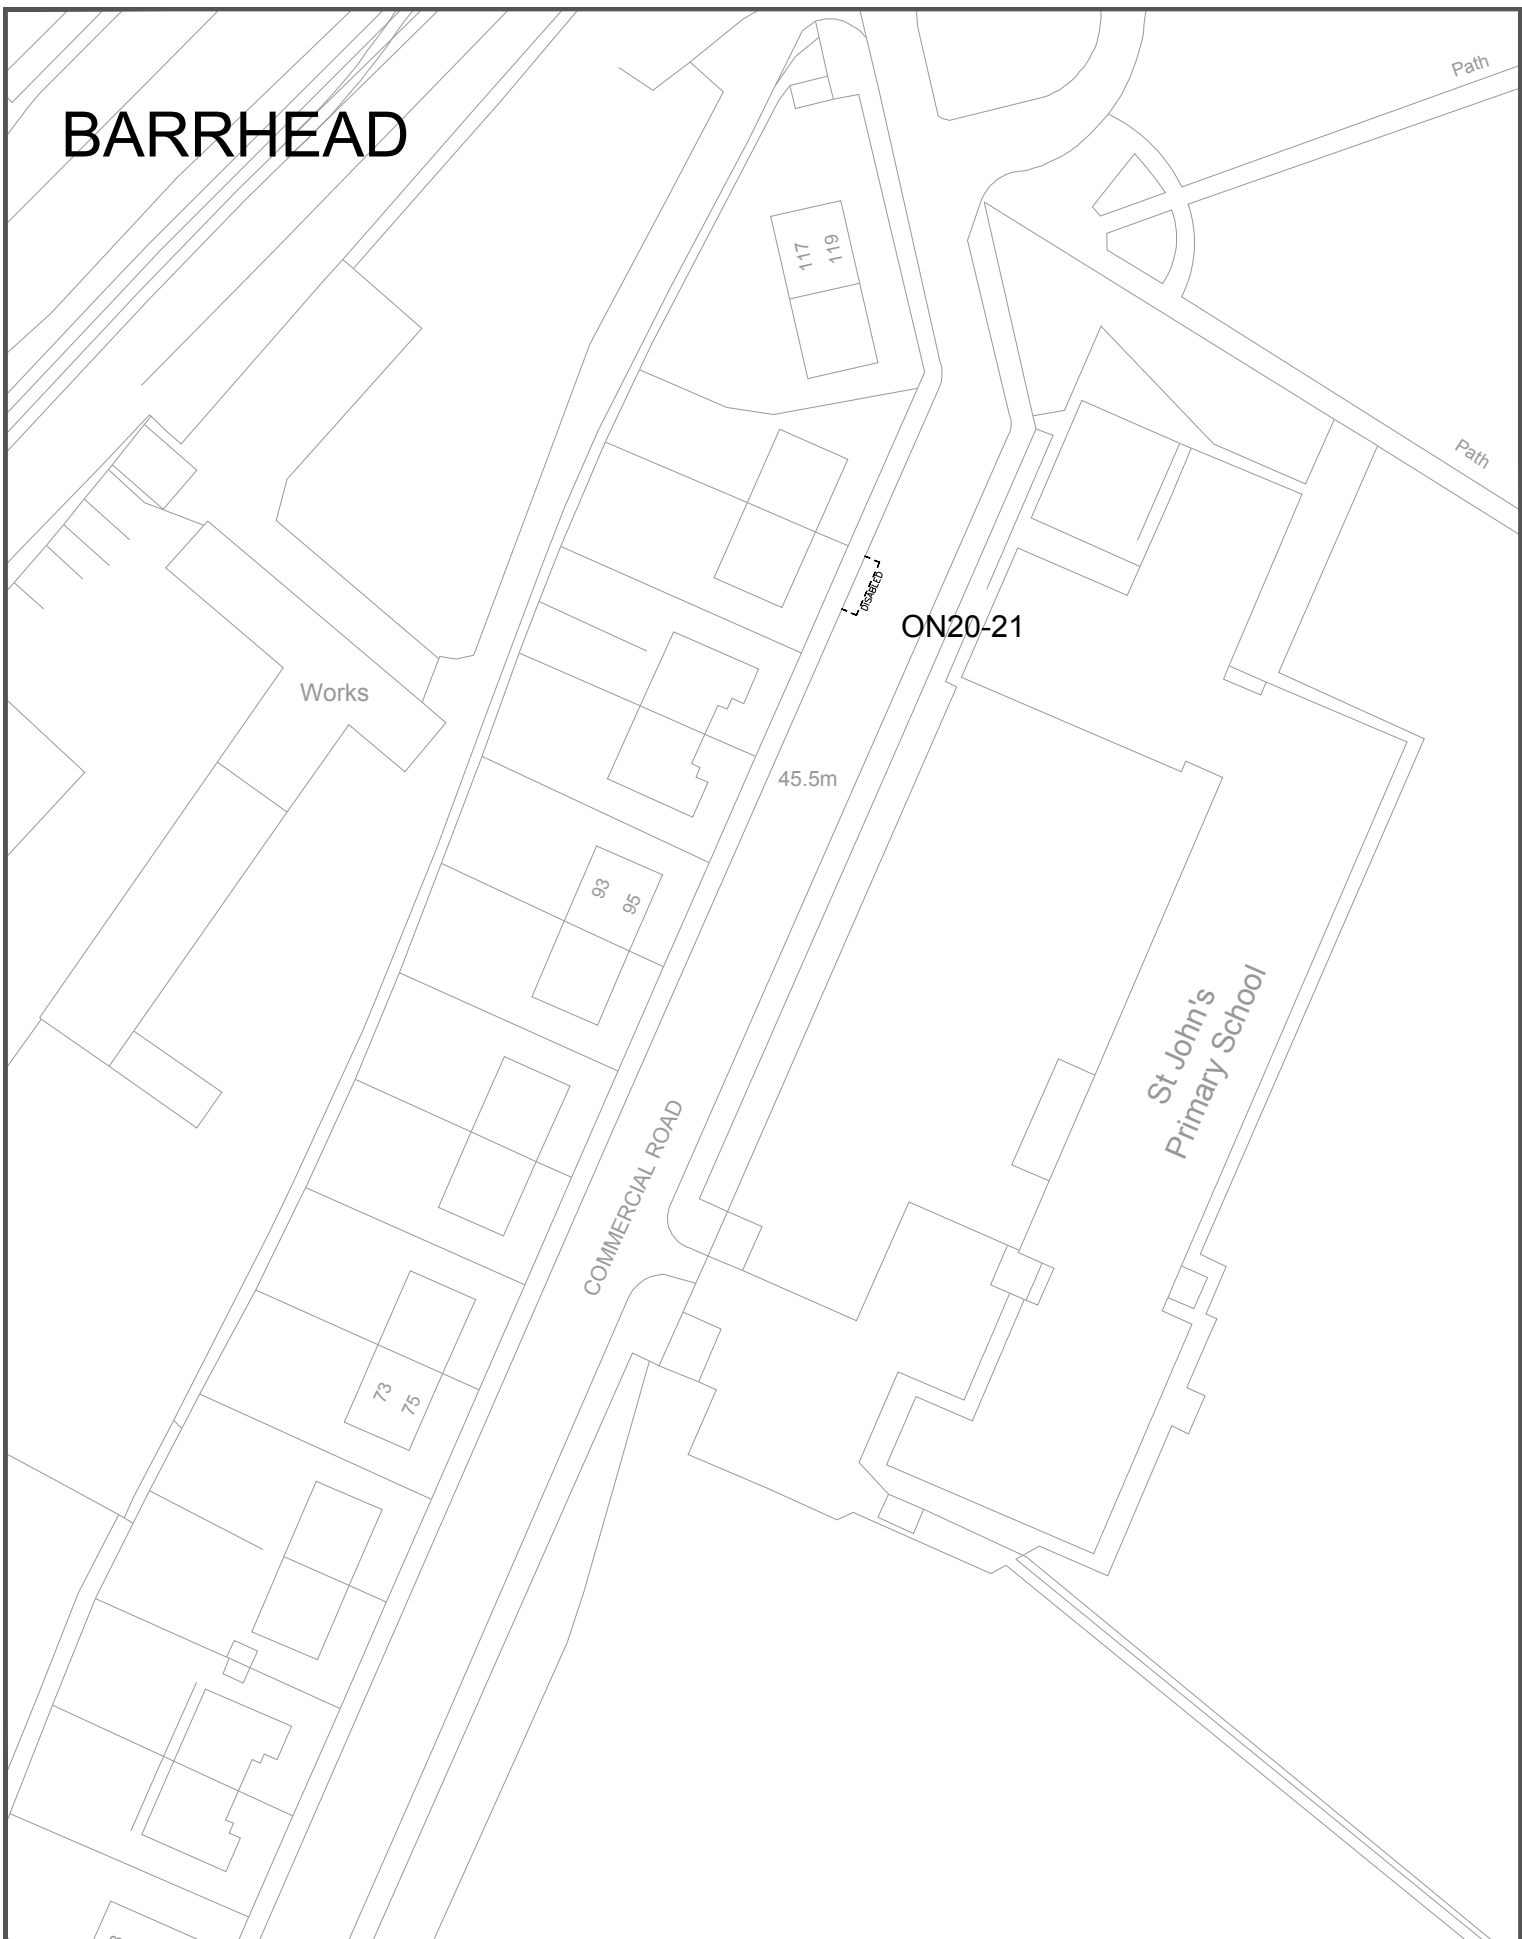 Path
BARRHEAD
117
119
Path
DISABLED
ON20-21
Works
45.5m
93
95
St John's
Primary School
COMMERCIAL ROAD
73
75